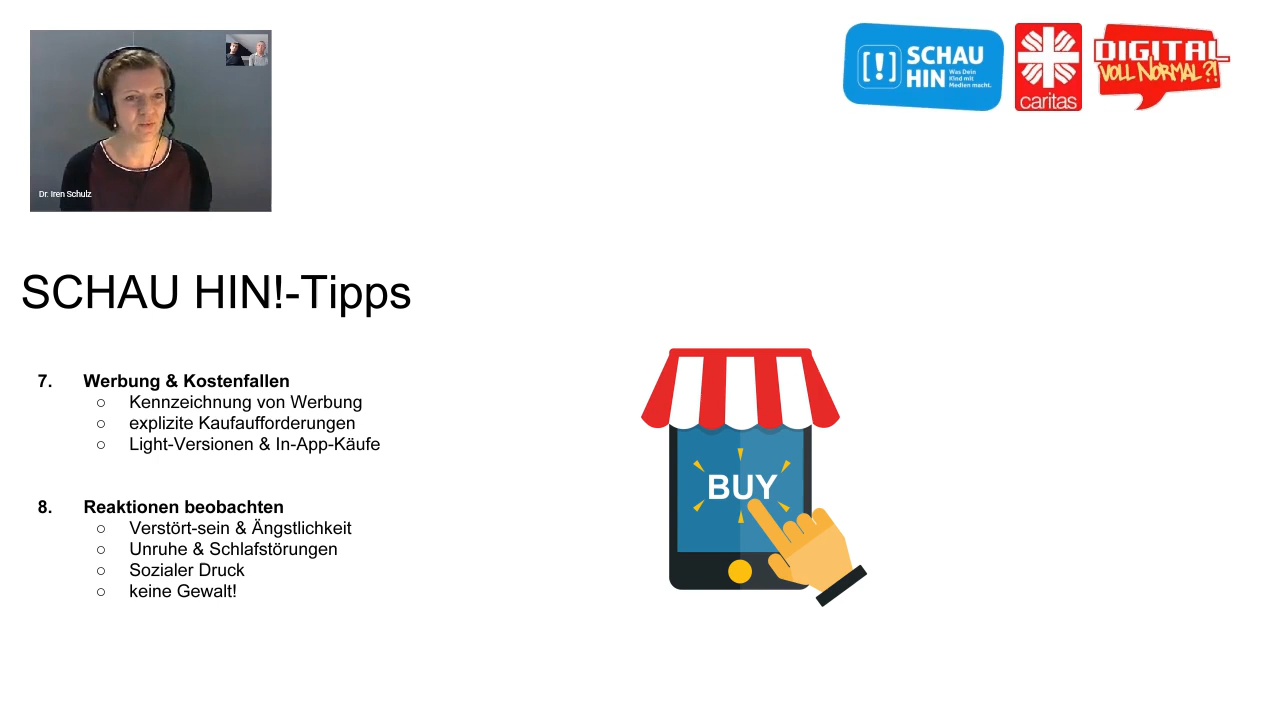 Dr. Iren Schulz
[!] SCHAU HIN
Was Dein
Kind mit
Medien macht.
caritas
DIGITAL
VOLL NORMAL?!
SCHAU HIN!-Tipps
7. Werbung & Kostenfallen
○ Kennzeichnung von Werbung
○ explizite Kaufaufforderungen
○ Light-Versionen & In-App-Käufe
8. Reaktionen beobachten
○ Verstört-sein & Ängstlichkeit
○ Unruhe & Schlafstörungen
○ Sozialer Druck
○ keine Gewalt!
BUY